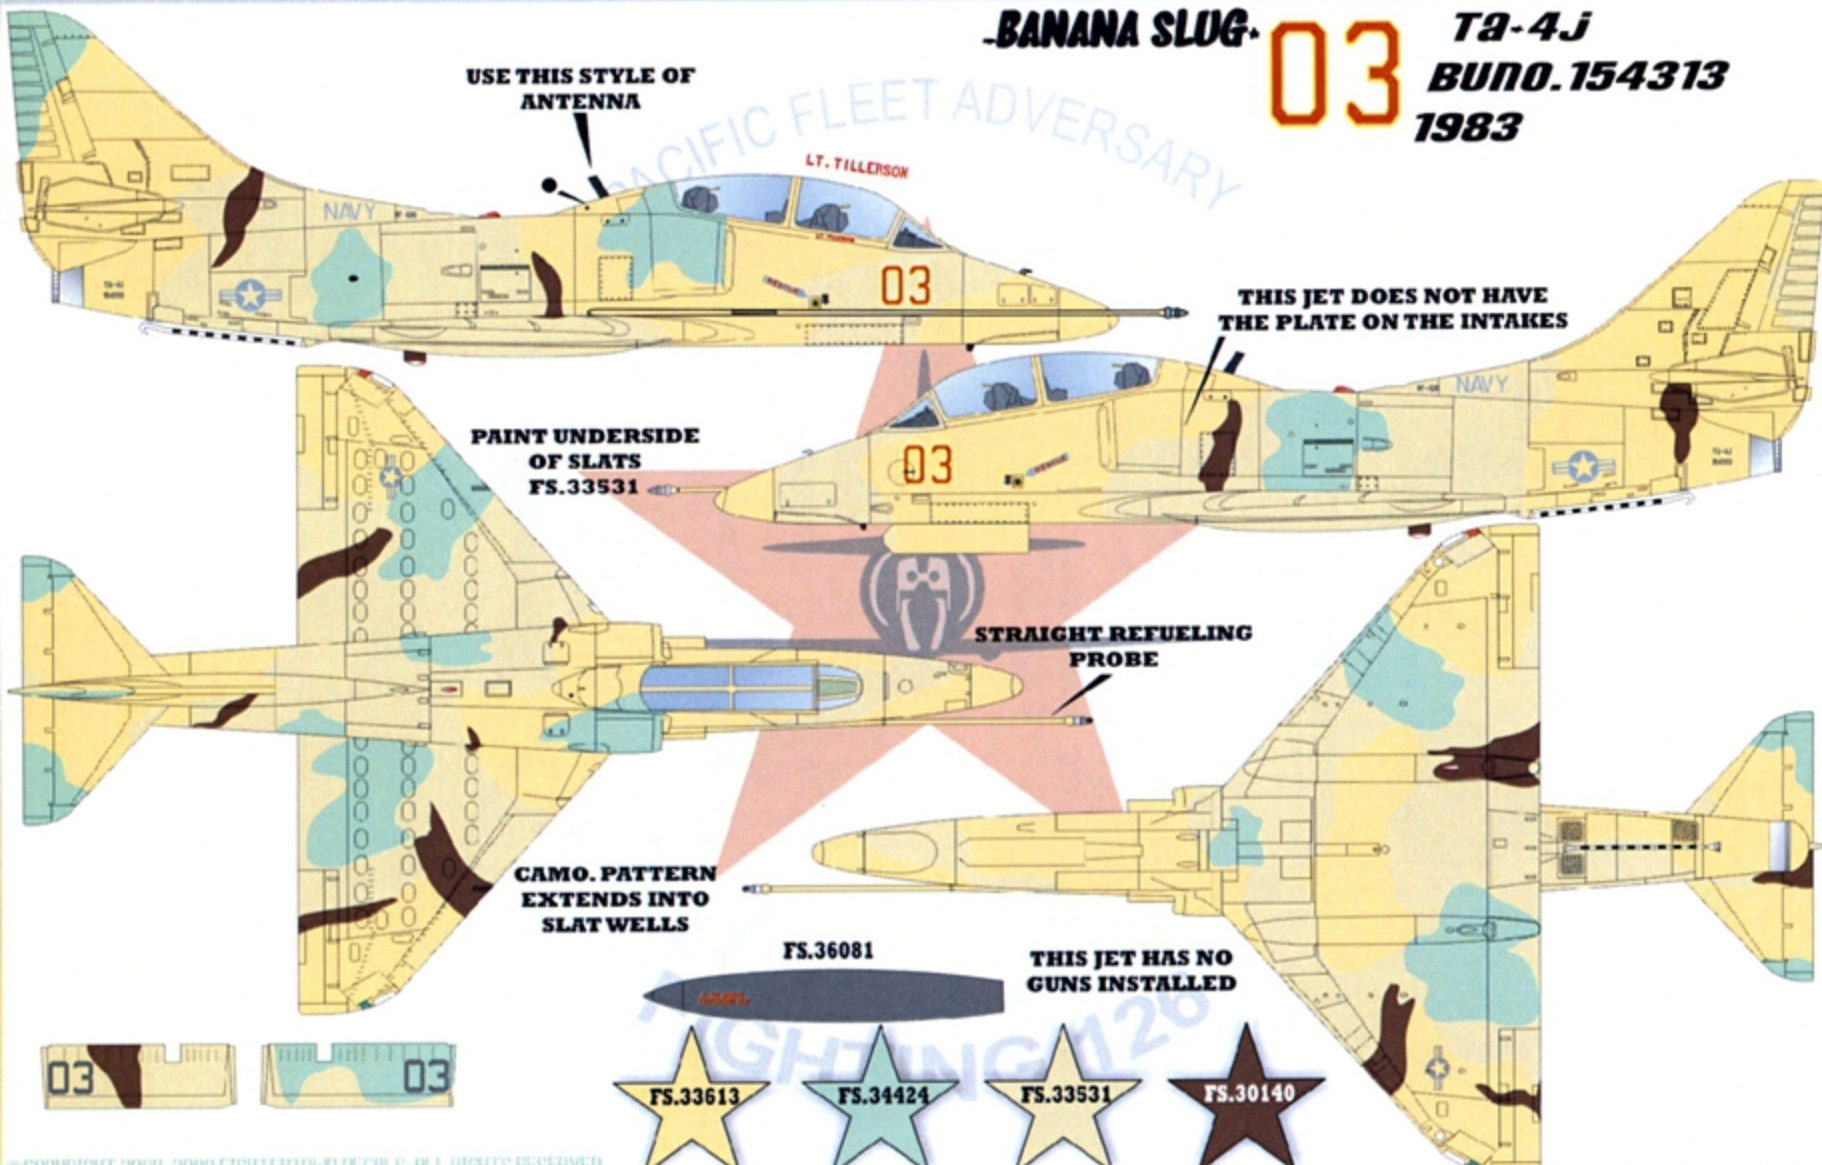 -BANANA SLUG-
03
TA-4J
BUNO.154313
1983
USE THIS STYLE OF
ANTENNA
PACIFIC FLEET ADVERSARY
LT. TILLERSON
NAVY
RESCUE
03
THIS JET DOES NOT HAVE
THE PLATE ON THE INTAKES
NAVY
03
RESCUE
PAINT UNDERSIDE
OF SLATS
FS.33531
STRAIGHT REFUELING
PROBE
CAMO. PATTERN
EXTENDS INTO
SLAT WELLS
FS.36081
THIS JET HAS NO
GUNS INSTALLED
FIGHTING 126
03
03
FS.33613
FS.34424
FS.33531
FS.30140